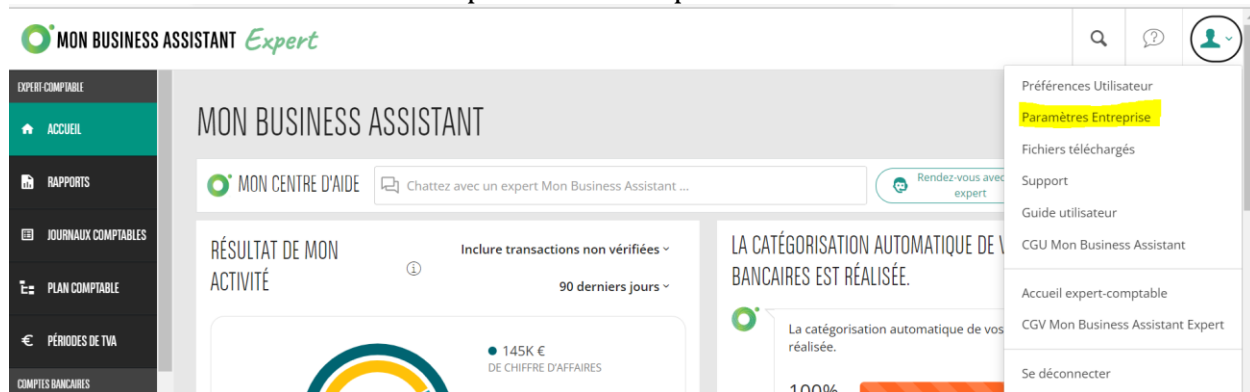 MON BUSINESS ASSISTANT Expert
EXPERT-COMPTABLE
ACCUEIL
RAPPORTS
JOURNAUX COMPTABLES
PLAN COMPTABLE
PÉRIODES DE TVA
COMPTES BANCAIRES
MON BUSINESS ASSISTANT
MON CENTRE D'AIDE
Chattez avec un expert Mon Business Assistant ...
Rendez-vous avec
expert
RÉSULTAT DE MON
ACTIVITÉ
Inclure transactions non vérifiées
90 derniers jours
145K €
DE CHIFFRE D'AFFAIRES
LA CATÉGORISATION AUTOMATIQUE DE
BANCAIRES EST RÉALISÉE.
La catégorisation automatique de vos
réalisée.
100%
Préférences Utilisateur
Paramètres Entreprise
Fichiers téléchargés
Support
Guide utilisateur
CGU Mon Business Assistant
Accueil expert-comptable
CGV Mon Business Assistant Expert
Se déconnecter